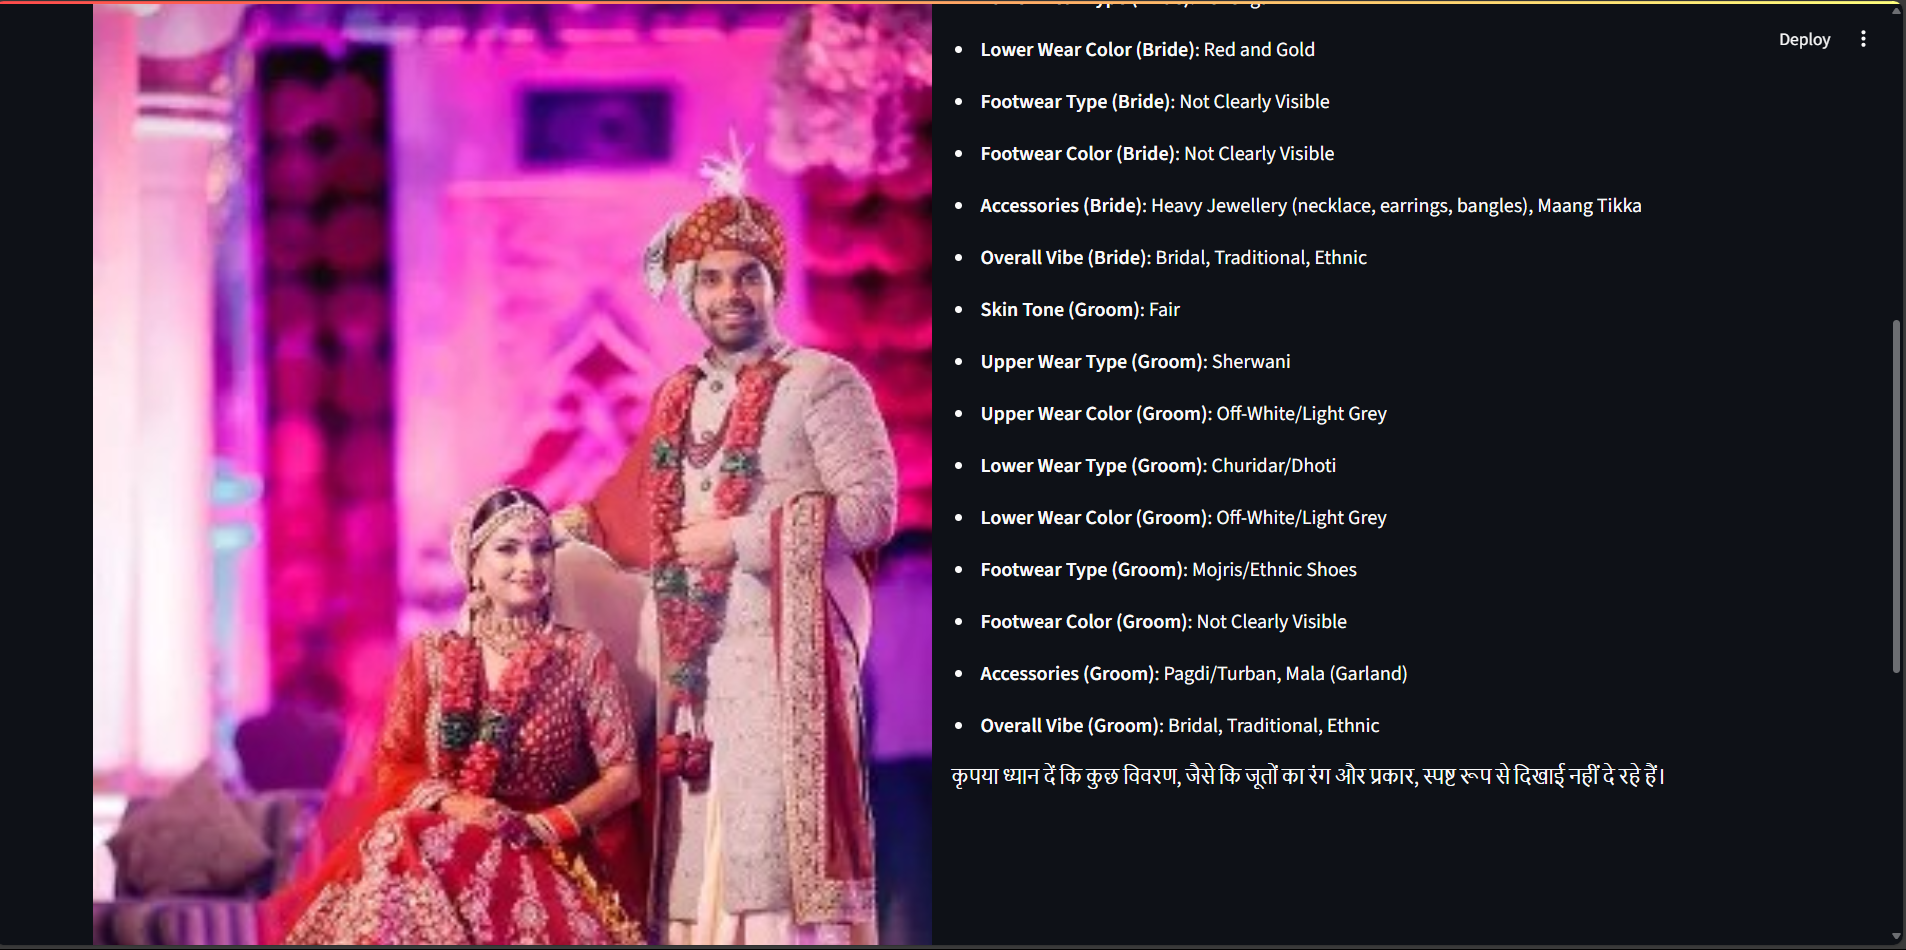 Deploy
Lower Wear Color (Bride): Red and Gold
Footwear Type (Bride): Not Clearly Visible
Footwear Color (Bride): Not Clearly Visible
Accessories (Bride): Heavy Jewellery (necklace, earrings, bangles), Maang Tikka
Overall Vibe (Bride): Bridal, Traditional, Ethnic
Skin Tone (Groom): Fair
Upper Wear Type (Groom): Sherwani
Upper Wear Color (Groom): Off-White/Light Grey
Lower Wear Type (Groom): Churidar/Dhoti
Lower Wear Color (Groom): Off-White/Light Grey
Footwear Type (Groom): Mojris/Ethnic Shoes
Footwear Color (Groom): Not Clearly Visible
Accessories (Groom): Pagdi/Turban, Mala (Garland)
Overall Vibe (Groom): Bridal, Traditional, Ethnic
कृपया ध्यान दें कि कुछ विवरण, जैसे कि जूतों का रंग और प्रकार, स्पष्ट रूप से दिखाई नहीं दे रहे हैं।